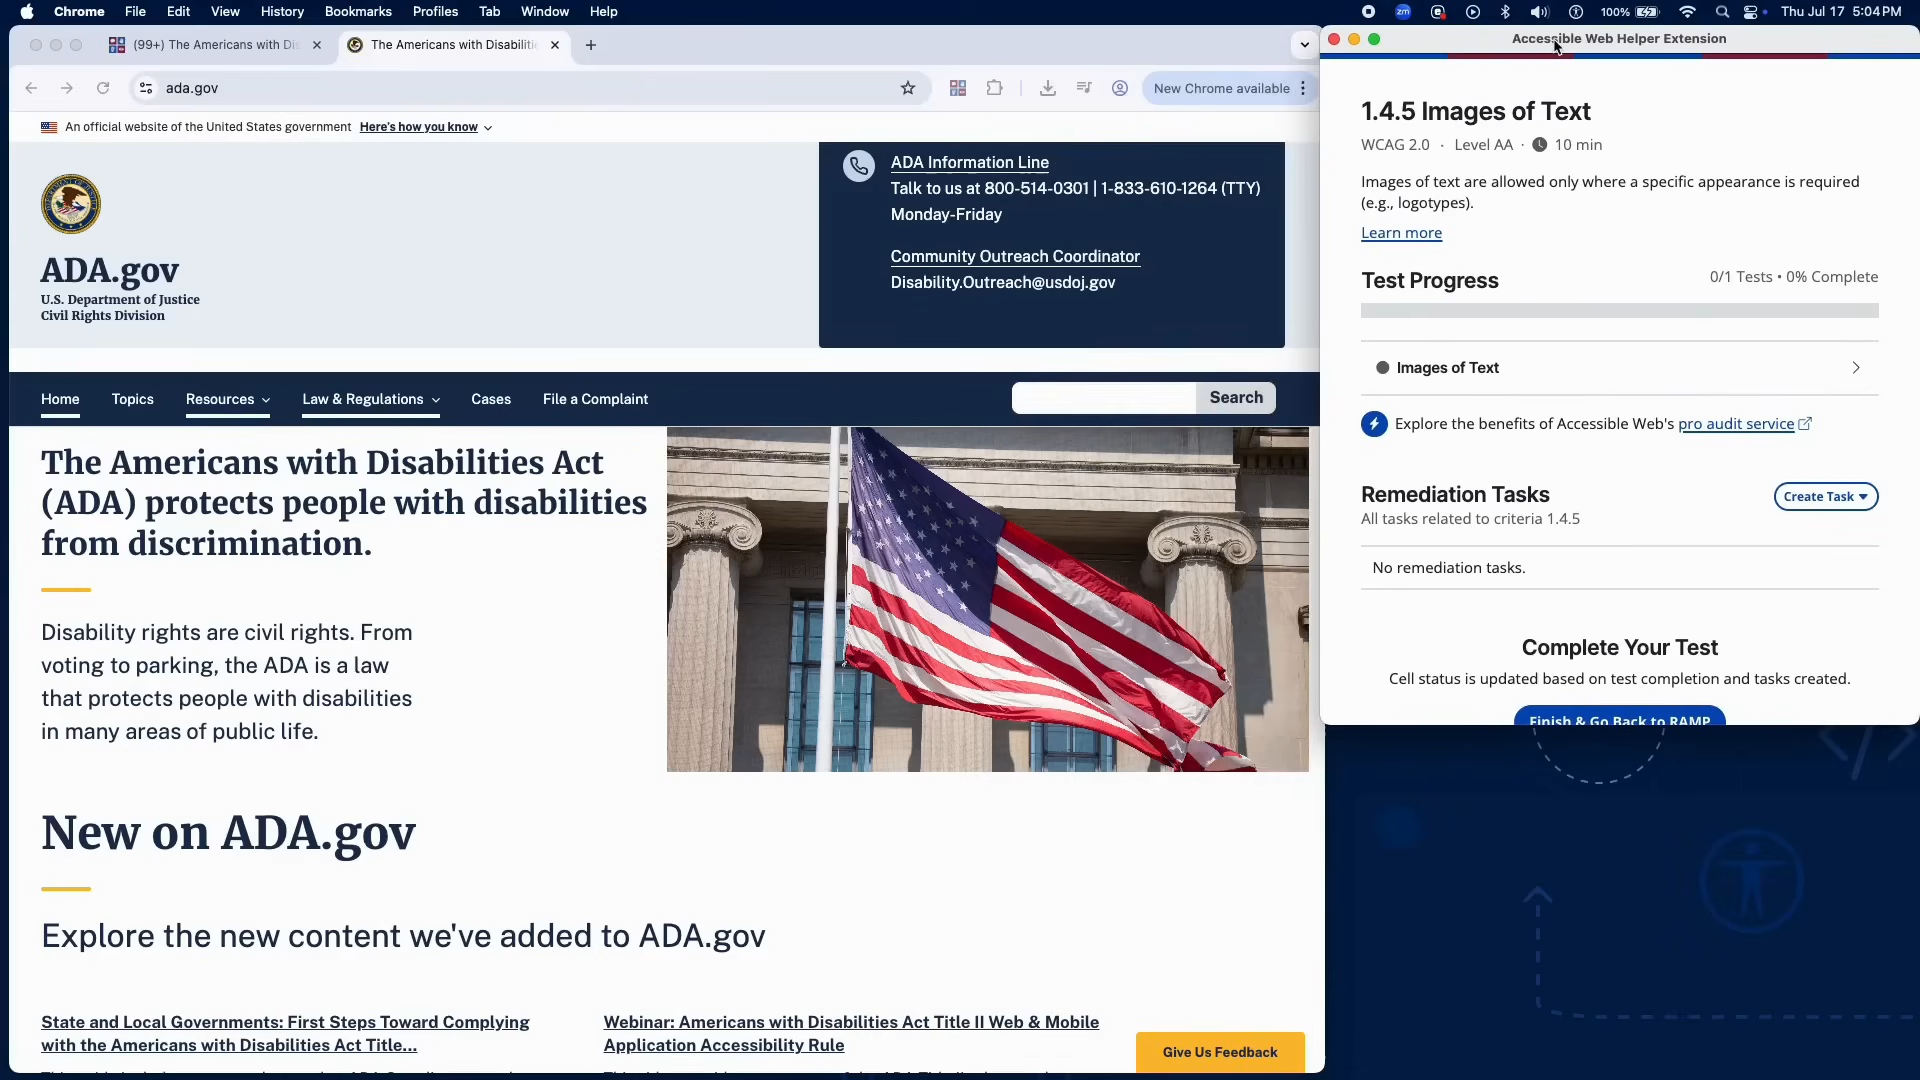 Chrome File Edit View History Bookmarks Profiles Tab Window Help
zm 100% Thu Jul 17 5:04 PM
(99+) The Americans with Di
The Americans with Disabiliti
ada.gov
New Chrome available
An official website of the United States government Here's how you know
ADA.gov
U.S. Department of Justice
Civil Rights Division
ADA Information Line
Talk to us at 800-514-0301 | 1-833-610-1264 (TTY)
Monday-Friday
Community Outreach Coordinator
Disability.Outreach@usdoj.gov
Home Topics Resources Law & Regulations Cases File a Complaint Search
The Americans with Disabilities Act
(ADA) protects people with disabilities
from discrimination.
Disability rights are civil rights. From
voting to parking, the ADA is a law
that protects people with disabilities
in many areas of public life.
New on ADA.gov
Explore the new content we've added to ADA.gov
State and Local Governments: First Steps Toward Complying
with the Americans with Disabilities Act Title...
Webinar: Americans with Disabilities Act Title II Web & Mobile
Application Accessibility Rule
Give Us Feedback
Accessible Web Helper Extension
1.4.5 Images of Text
WCAG 2.0 · Level AA · 10 min
Images of text are allowed only where a specific appearance is required
(e.g., logotypes).
Learn more
Test Progress
0/1 Tests • 0% Complete
Images of Text
Explore the benefits of Accessible Web's pro audit service
Remediation Tasks
Create Task
All tasks related to criteria 1.4.5
No remediation tasks.
Complete Your Test
Cell status is updated based on test completion and tasks created.
Finish & Go Back to RAMP